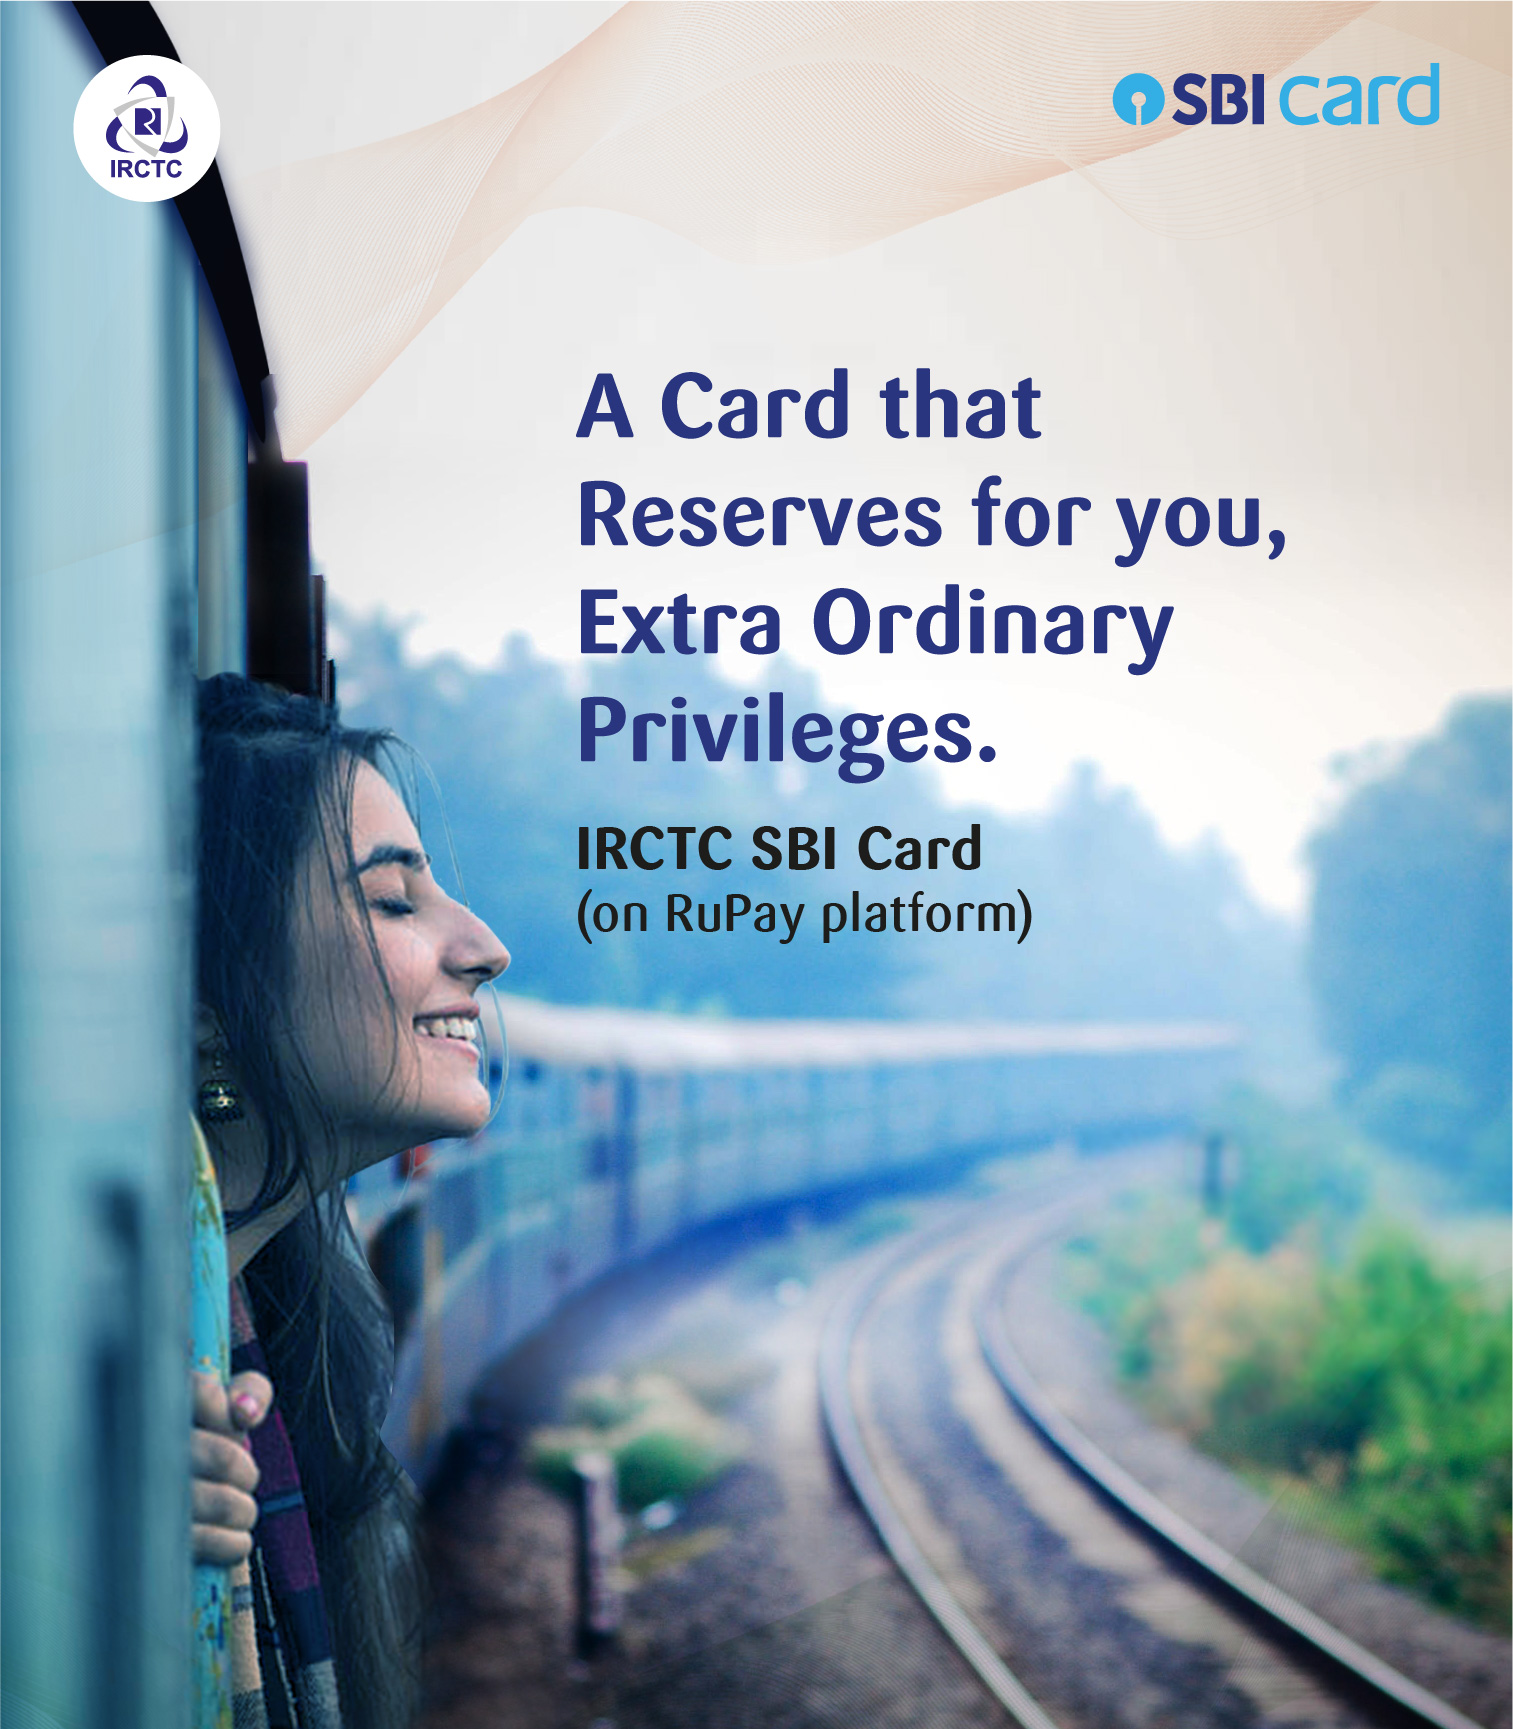 IRCTC
SBI card
A Card that
Reserves for you,
Extra Ordinary
Privileges.
IRCTC SBI Card
(on RuPay platform)